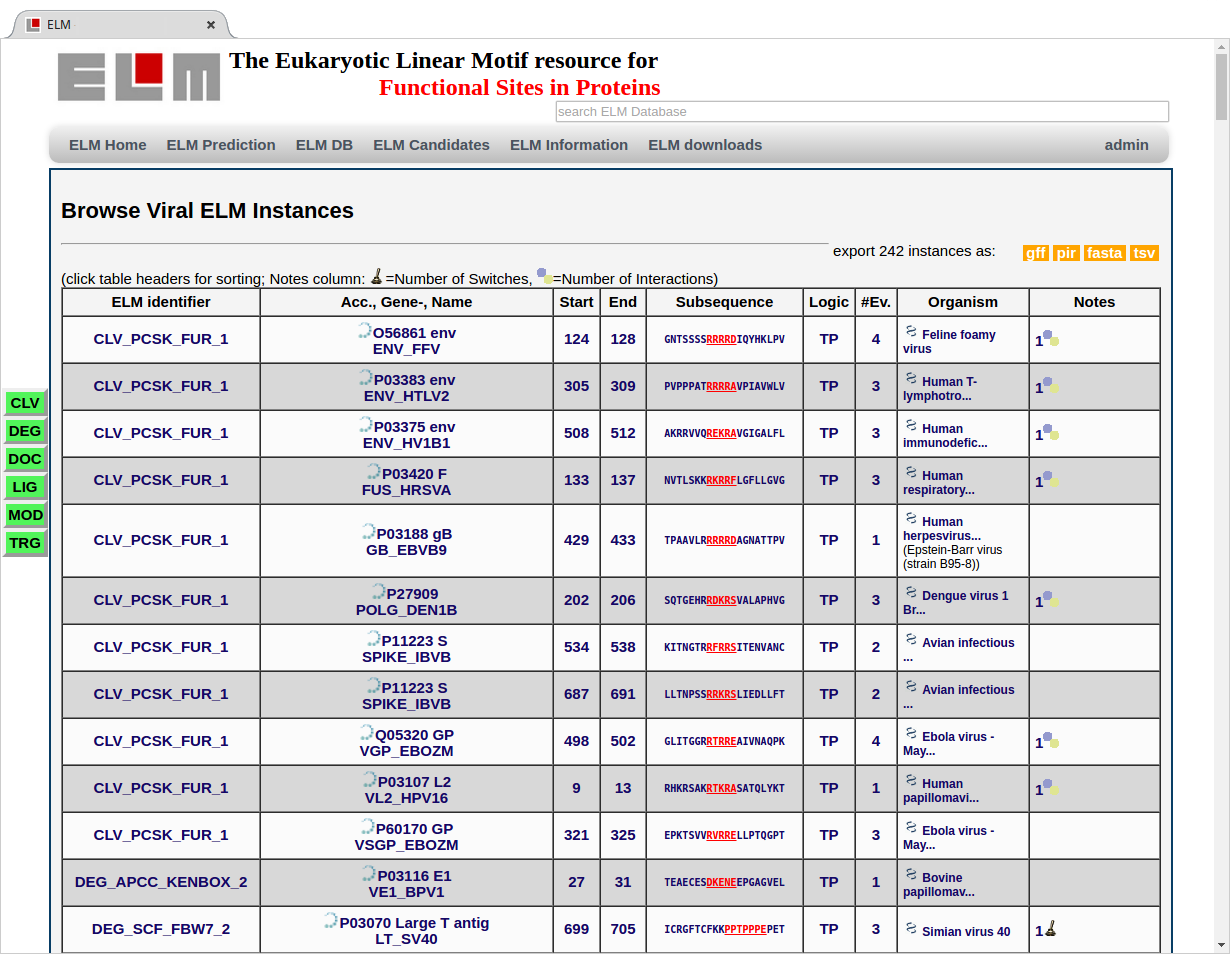 ELM
ELM
The Eukaryotic Linear Motif resource for
Functional Sites in Proteins
search ELM Database
ELM Home ELM Prediction ELM DB ELM Candidates ELM Information ELM downloads admin
Browse Viral ELM Instances
export 242 instances as: gff pir fasta tsv
(click table headers for sorting; Notes column: =Number of Switches, =Number of Interactions)
ELM identifier Acc., Gene-, Name Start End Subsequence Logic #Ev. Organism Notes
CLV_PCSK_FUR_1 O56861 env ENV_FFV 124 128 GNTSSSSRRRRDIQYHKLPV TP 4 Feline foamy virus 1
CLV_PCSK_FUR_1 P03383 env ENV_HTLV2 305 309 PVPPPATRRRRAVPIAVWLV TP 3 Human T-lymphotro... 1
CLV_PCSK_FUR_1 P03375 env ENV_HV1B1 508 512 AKRRVVQREKRAVGIGALFL TP 3 Human immunodefic... 1
CLV_PCSK_FUR_1 P03420 F FUS_HRSVA 133 137 NVTLSKKRKRRFLGFLLGVG TP 3 Human respiratory... 1
CLV_PCSK_FUR_1 P03188 gB GB_EBVB9 429 433 TPAAVLRRRRRDAGNATTPV TP 1 Human herpesvirus... (Epstein-Barr virus (strain B95-8))
CLV_PCSK_FUR_1 P27909 POLG_DEN1B 202 206 SQTGEHRRDKRSVALAPHVG TP 3 Dengue virus 1 Br... 1
CLV_PCSK_FUR_1 P11223 S SPIKE_IBVB 534 538 KITNGTRRFRRSITENVANC TP 2 Avian infectious ...
CLV_PCSK_FUR_1 P11223 S SPIKE_IBVB 687 691 LLTNPSSRRKRSLIEDLLFT TP 2 Avian infectious ...
CLV_PCSK_FUR_1 Q05320 GP VGP_EBOZM 498 502 GLITGGRRTRREAIVNAQPK TP 4 Ebola virus - May... 1
CLV_PCSK_FUR_1 P03107 L2 VL2_HPV16 9 13 RHKRSAKRTKRASATQLYKT TP 1 Human papillomavi... 1
CLV_PCSK_FUR_1 P60170 GP VSGP_EBOZM 321 325 EPKTSVVRVRRELLPTQGPT TP 3 Ebola virus - May...
DEG_APCC_KENBOX_2 P03116 E1 VE1_BPV1 27 31 TEAECESDKENEEPGAGVEL TP 1 Bovine papillomav...
DEG_SCF_FBW7_2 P03070 Large T antig LT_SV40 699 705 ICRGFTCFKKPPTPPPEPET TP 3 Simian virus 40 1
CLV
DEG
DOC
LIG
MOD
TRG